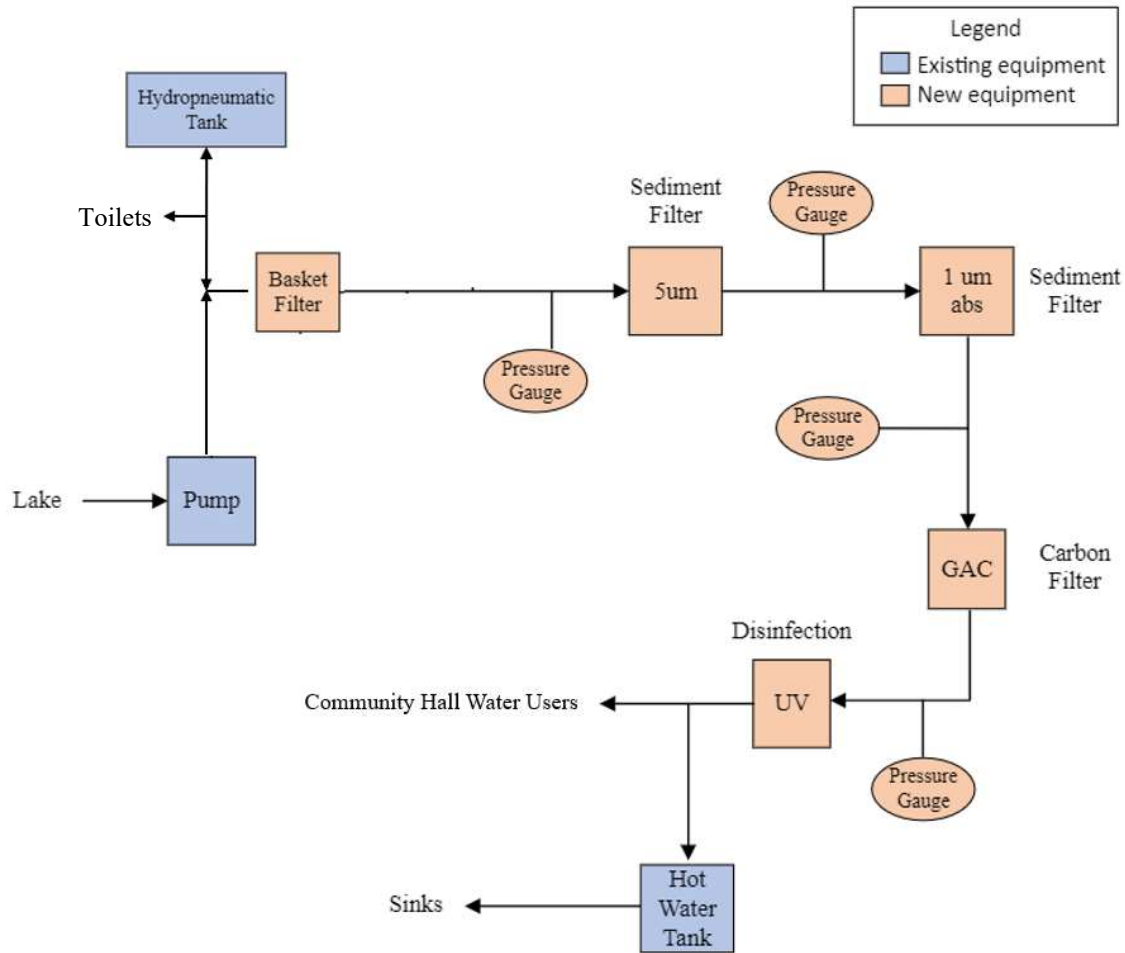 Legend
Existing equipment
New equipment
Hydropneumatic
Tank
Toilets
Basket
Filter
Pressure
Gauge
Sediment
Filter
5um
Pressure
Gauge
1 um
abs
Sediment
Filter
Pressure
Gauge
Lake
Pump
GAC
Carbon
Filter
Disinfection
UV
Community Hall Water Users
Pressure
Gauge
Hot
Water
Tank
Sinks